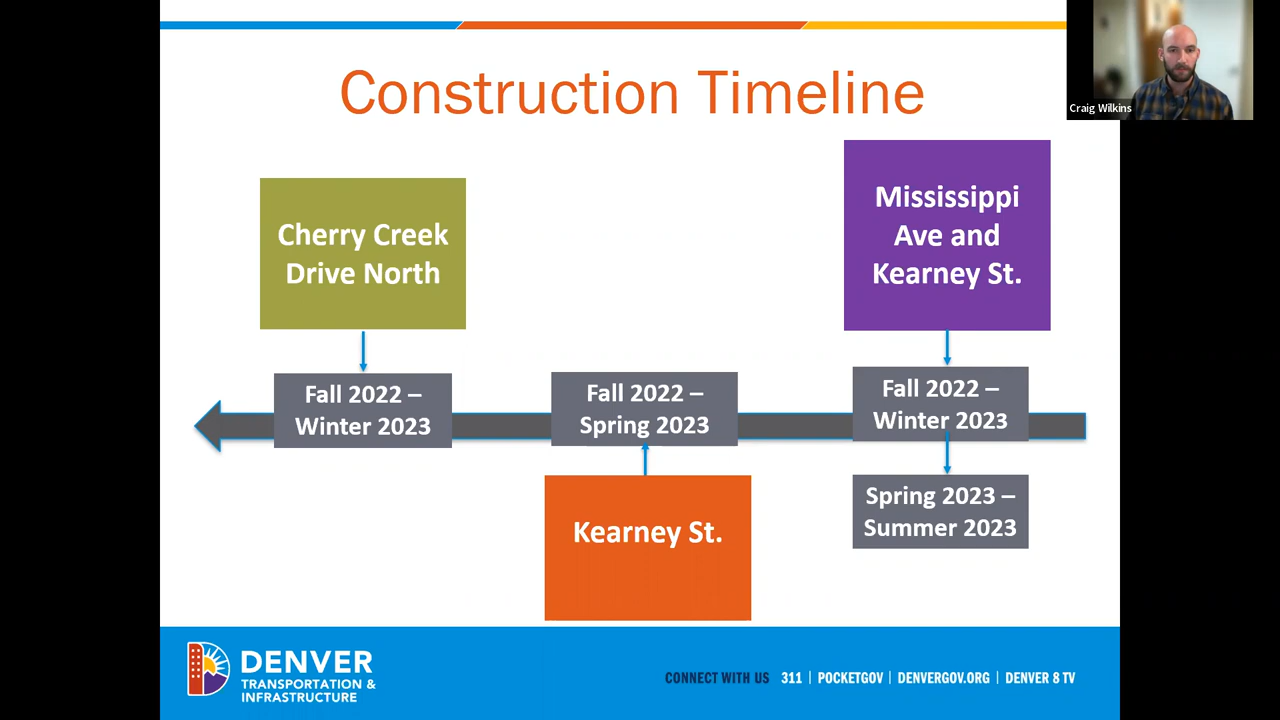 Construction Timeline
Craig Wilkins
Cherry Creek
Drive North
Mississippi
Ave and
Kearney St.
Fall 2022 –
Winter 2023
Fall 2022 –
Spring 2023
Fall 2022 –
Winter 2023
Kearney St.
Spring 2023 –
Summer 2023
DENVER
TRANSPORTATION &
INFRASTRUCTURE
CONNECT WITH US 311 | POCKETGOV | DENVERGOV.ORG | DENVER 8 TV